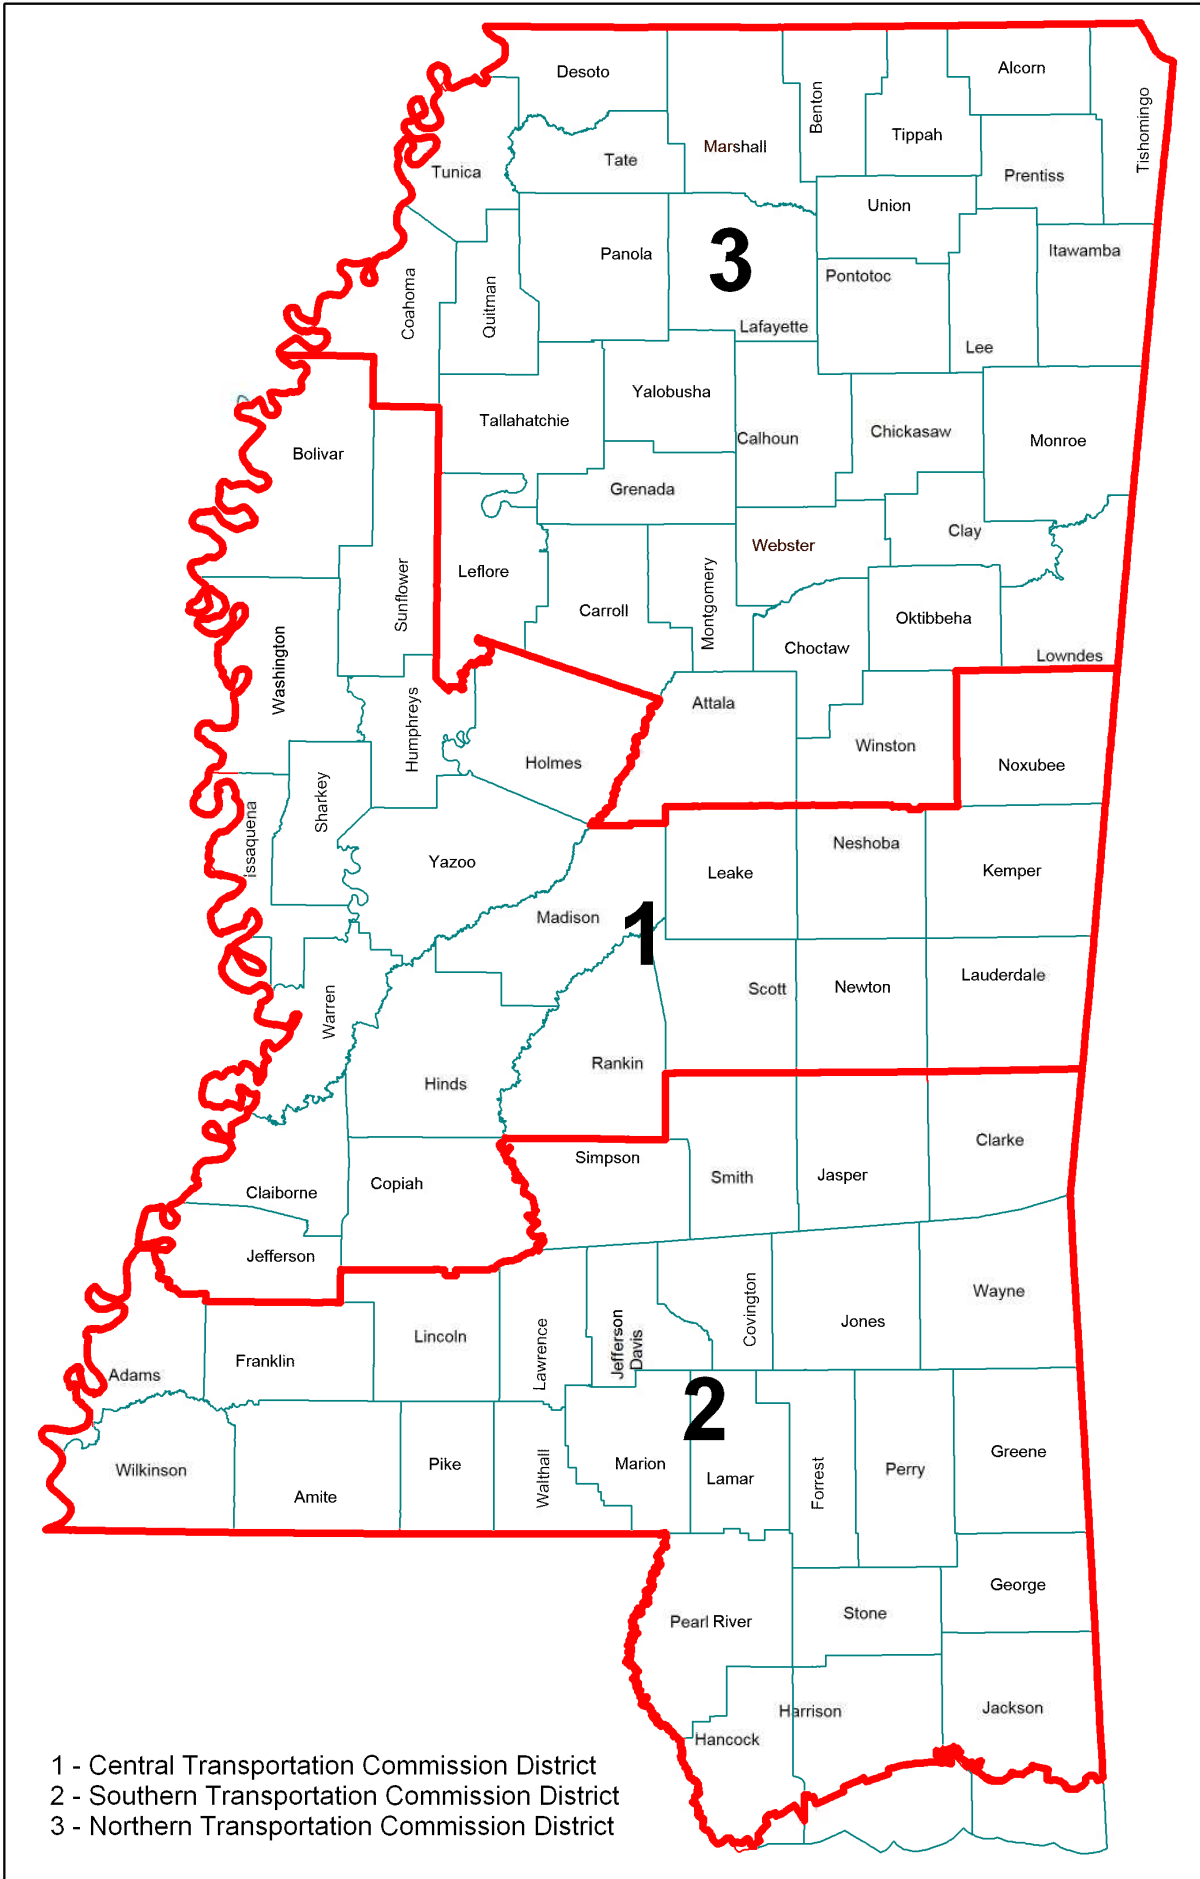 Desoto
Alcorn
Benton
Tishomingo
Tippah
Marshall
Tate
Tunica
Prentiss
Union
Panola
3
Itawamba
Pontotoc
Coahoma
Quitman
Lafayette
Lee
Yalobusha
Tallahatchie
Calhoun
Chickasaw
Monroe
Bolivar
Grenada
Clay
Webster
Leflore
Sunflower
Carroll
Montgomery
Oktibbeha
Choctaw
Lowndes
Washington
Humphreys
Attala
Winston
Holmes
Noxubee
Sharkey
issaquena
Yazoo
Neshoba
Leake
Kemper
Madison
1
Scott
Newton
Lauderdale
Warren
Rankin
Hinds
Clarke
Simpson
Smith
Jasper
Claiborne
Copiah
Jefferson
Wayne
Covington
Jones
Lincoln
Lawrence
Jefferson
Davis
Franklin
Adams
2
Wilkinson
Amite
Pike
Walthall
Marion
Lamar
Forrest
Perry
Greene
George
Stone
Pearl River
Harrison
Jackson
Hancock
1 - Central Transportation Commission District
2 - Southern Transportation Commission District
3 - Northern Transportation Commission District